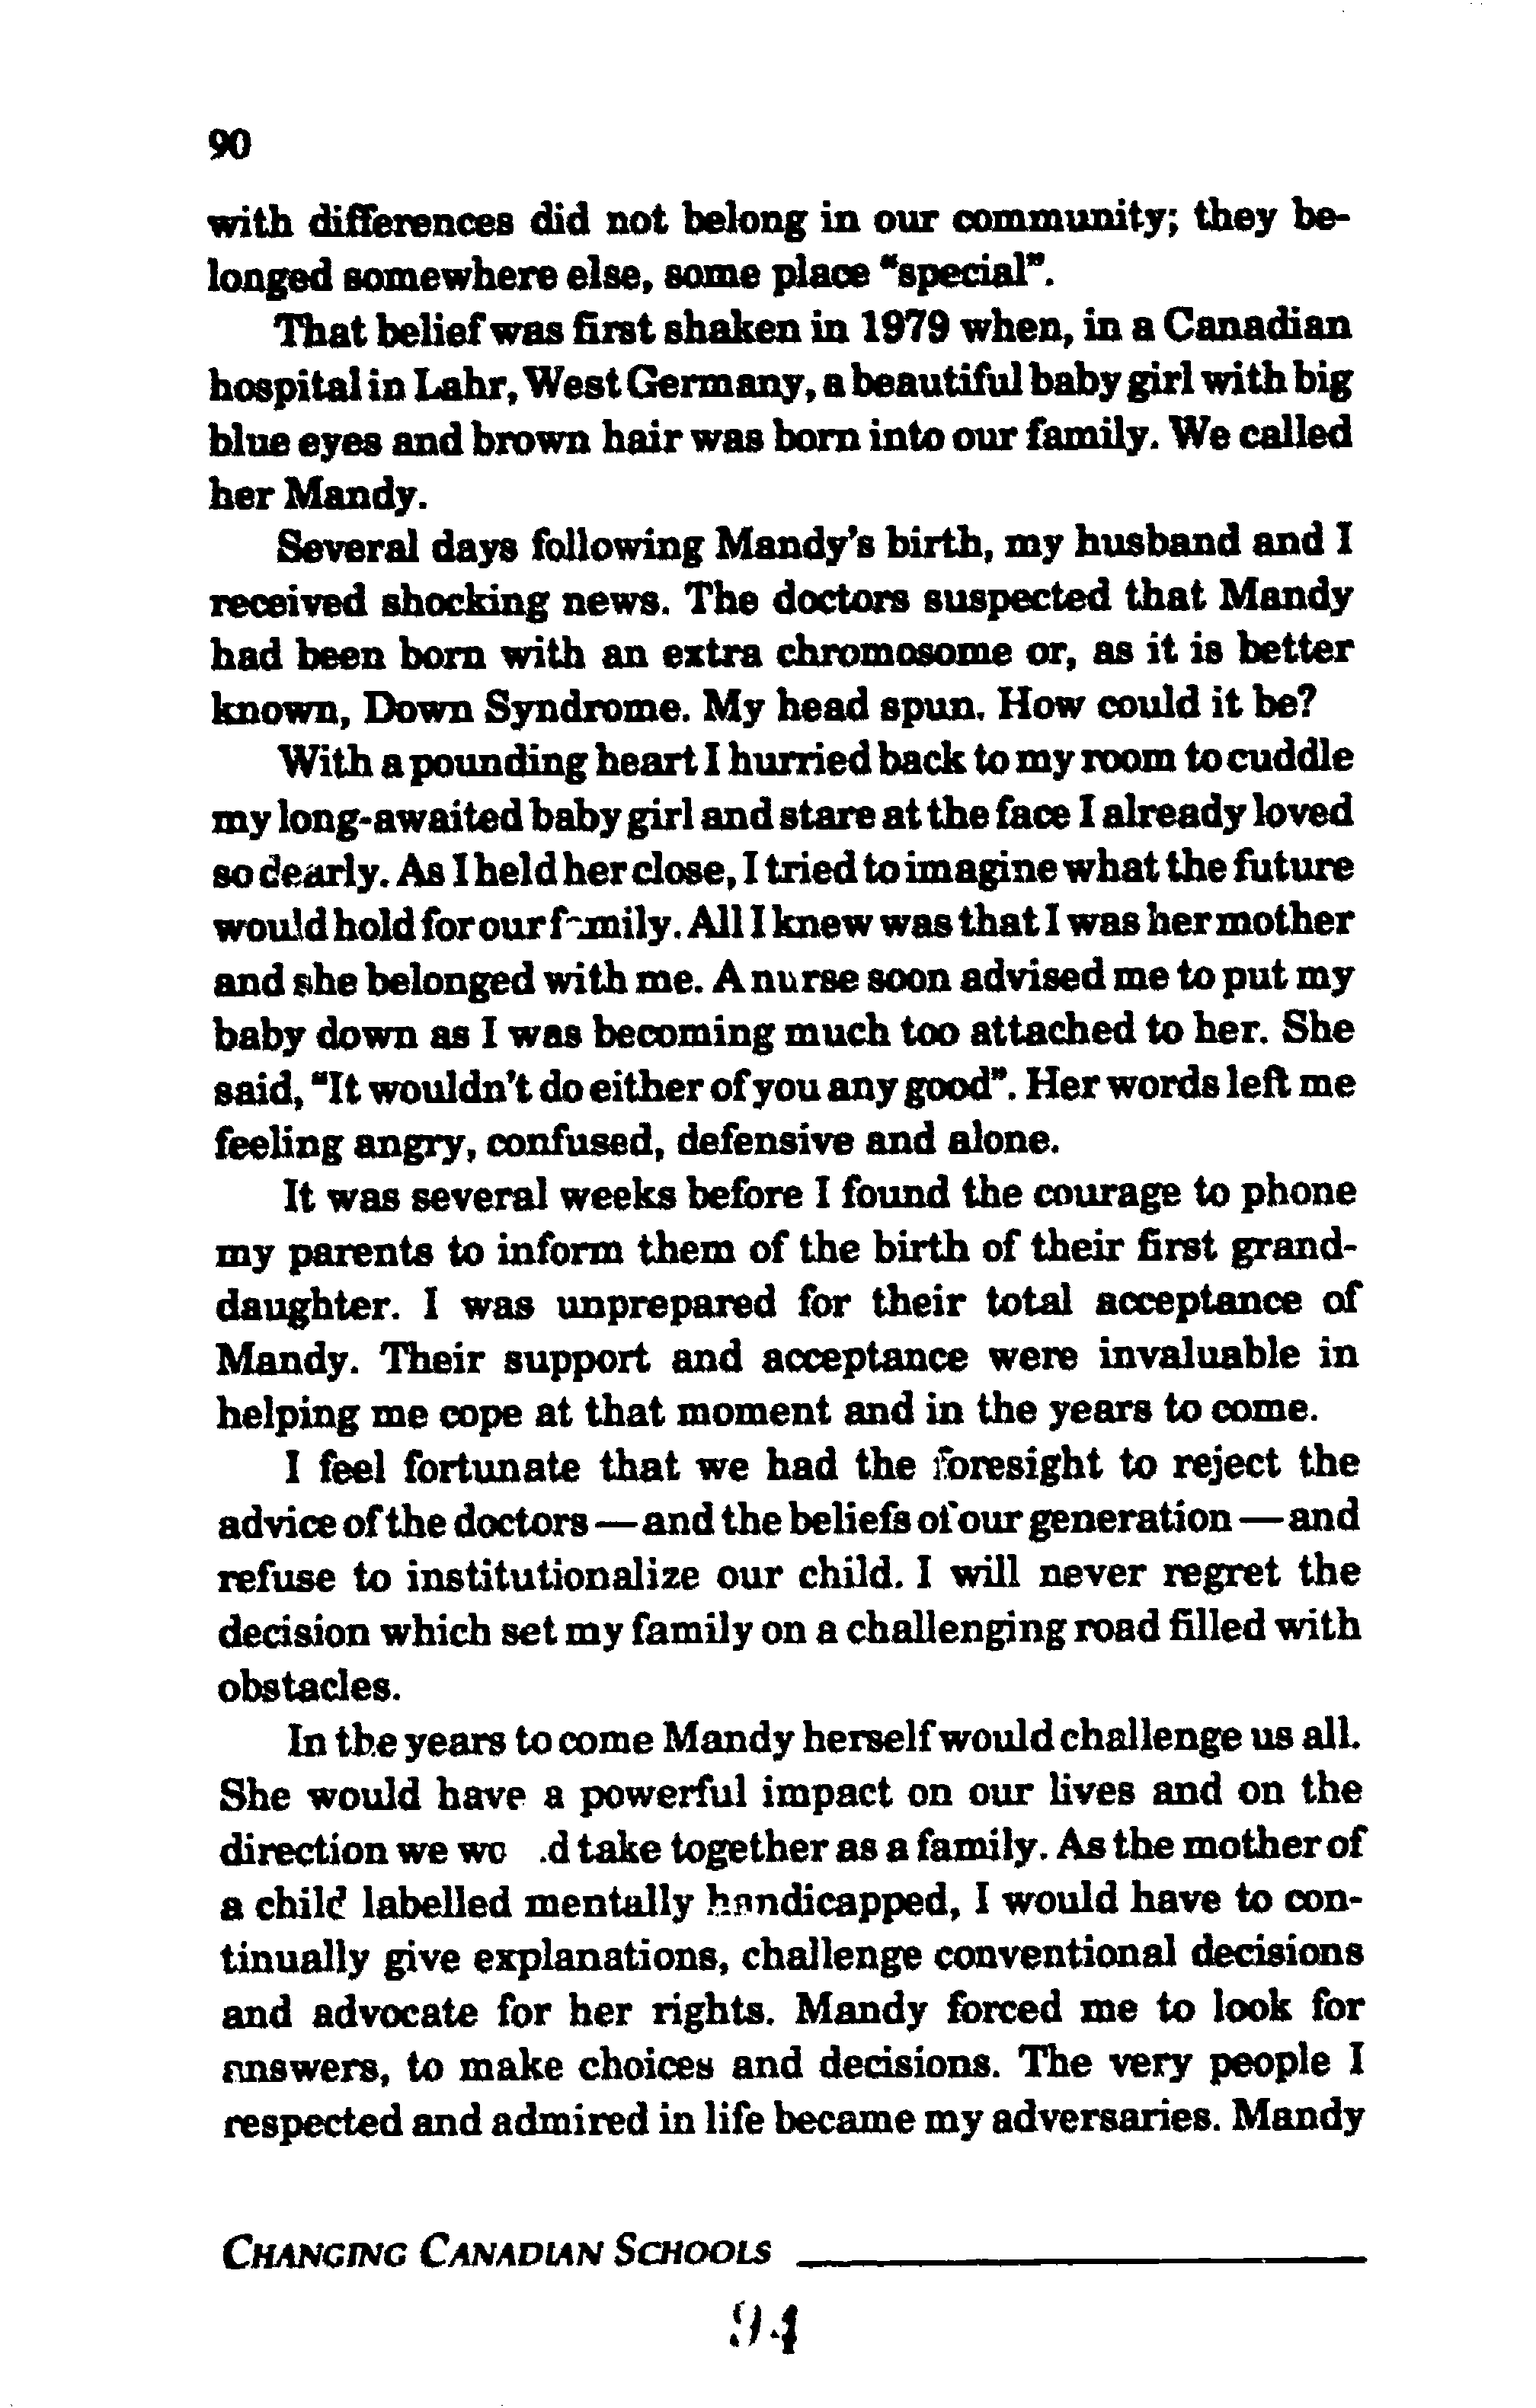 90
with differences did not belong in our community; they be-
longed somewhere else, some place "special".
That belief was first shaken in 1979 when, in a Canadian
hospital in Lahr, West Germany, a beautiful baby girl with big
blue eyes and brown hair was born into our family. We called
her Mandy.
Several days following Mandy's birth, my husband and I
received shocking news. The doctors suspected that Mandy
had been born with an extra chromosome or, as it is better
known, Down Syndrome. My head spun. How could it be?
With a pounding heart I hurried back to my room to cuddle
my long-awaited baby girl and stare at the face I already loved
so dearly. As I held her close, I tried to imagine what the future
would hold for our family. All I knew was that I was her mother
and she belonged with me. A nurse soon advised me to put my
baby down as I was becoming much too attached to her. She
said, "It wouldn't do either of you any good". Her words left me
feeling angry, confused, defensive and alone.
It was several weeks before I found the courage to phone
my parents to inform them of the birth of their first grand-
daughter. I was unprepared for their total acceptance of
Mandy. Their support and acceptance were invaluable in
helping me cope at that moment and in the years to come.
I feel fortunate that we had the foresight to reject the
advice of the doctors — and the beliefs of our generation — and
refuse to institutionalize our child. I will never regret the
decision which set my family on a challenging road filled with
obstacles.
In the years to come Mandy herself would challenge us all.
She would have a powerful impact on our lives and on the
direction we take together as a family. As the mother of
a child labelled mentally handicapped, I would have to con-
tinually give explanations, challenge conventional decisions
and advocate for her rights. Mandy forced me to look for
answers, to make choices and decisions. The very people I
respected and admired in life became my adversaries. Mandy
CHANGING CANADIAN SCHOOLS
94